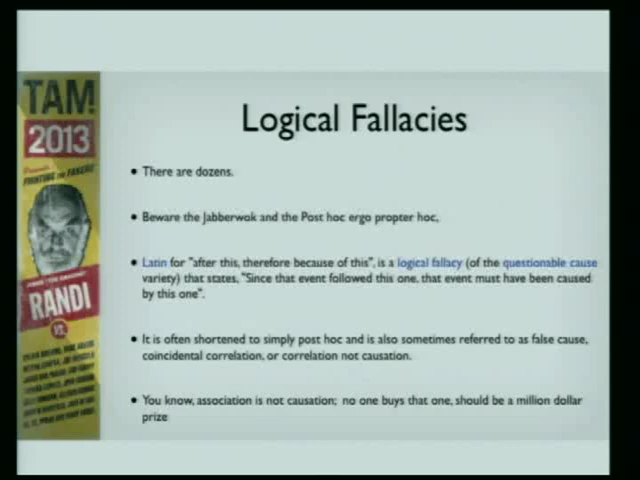 TAM!
2013
FIGHTING THE FAKERS
RANDI
VS.
Logical Fallacies
• There are dozens.
• Beware the Jabberwok and the Post hoc ergo propter hoc,
• Latin for "after this, therefore because of this", is a logical fallacy (of the questionable cause
variety) that states, "Since that event followed this one, that event must have been caused
by this one".
• It is often shortened to simply post hoc and is also sometimes referred to as false cause,
coincidental correlation, or correlation not causation.
• You know, association is not causation; no one buys that one, should be a million dollar
prize